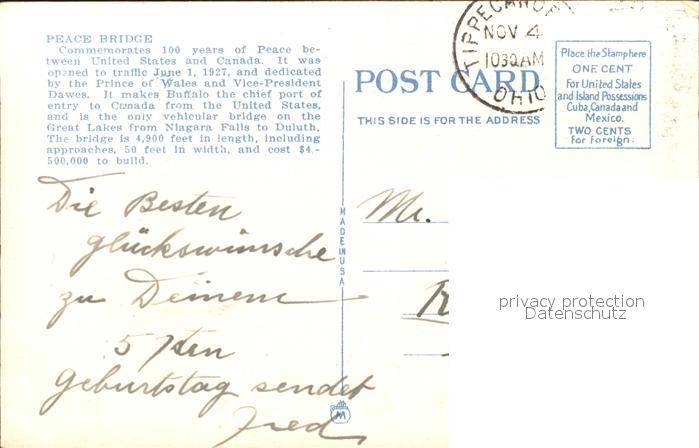 PEACE BRIDGE
Commemorates 100 years of Peace be-
tween United States and Canada. It was
opened to traffic June 1, 1927, and dedicated
by the Prince of Wales and Vice-President
Dawes. It makes Buffalo the chief port of
entry to Canada from the United States,
and is the only vehicular bridge on the
Great Lakes from Niagara Falls to Duluth.
The bridge is 4,900 feet in length, including
approaches, 50 feet in width, and cost $4,-
500,000 to build.
Die Besten
glückswünsche
zu Deinem
57ten
Geburtstag sendet
Fred
MADE IN USA
POST CARD
THIS SIDE IS FOR THE ADDRESS
TIPPECANOE
NOV 4
1030AM
OHIO
Place the Stamp here
ONE CENT
For United States
and Island Possessions
Cuba, Canada and
Mexico.
TWO CENTS
for foreign.
Mr.
R
privacy protection
Datenschutz